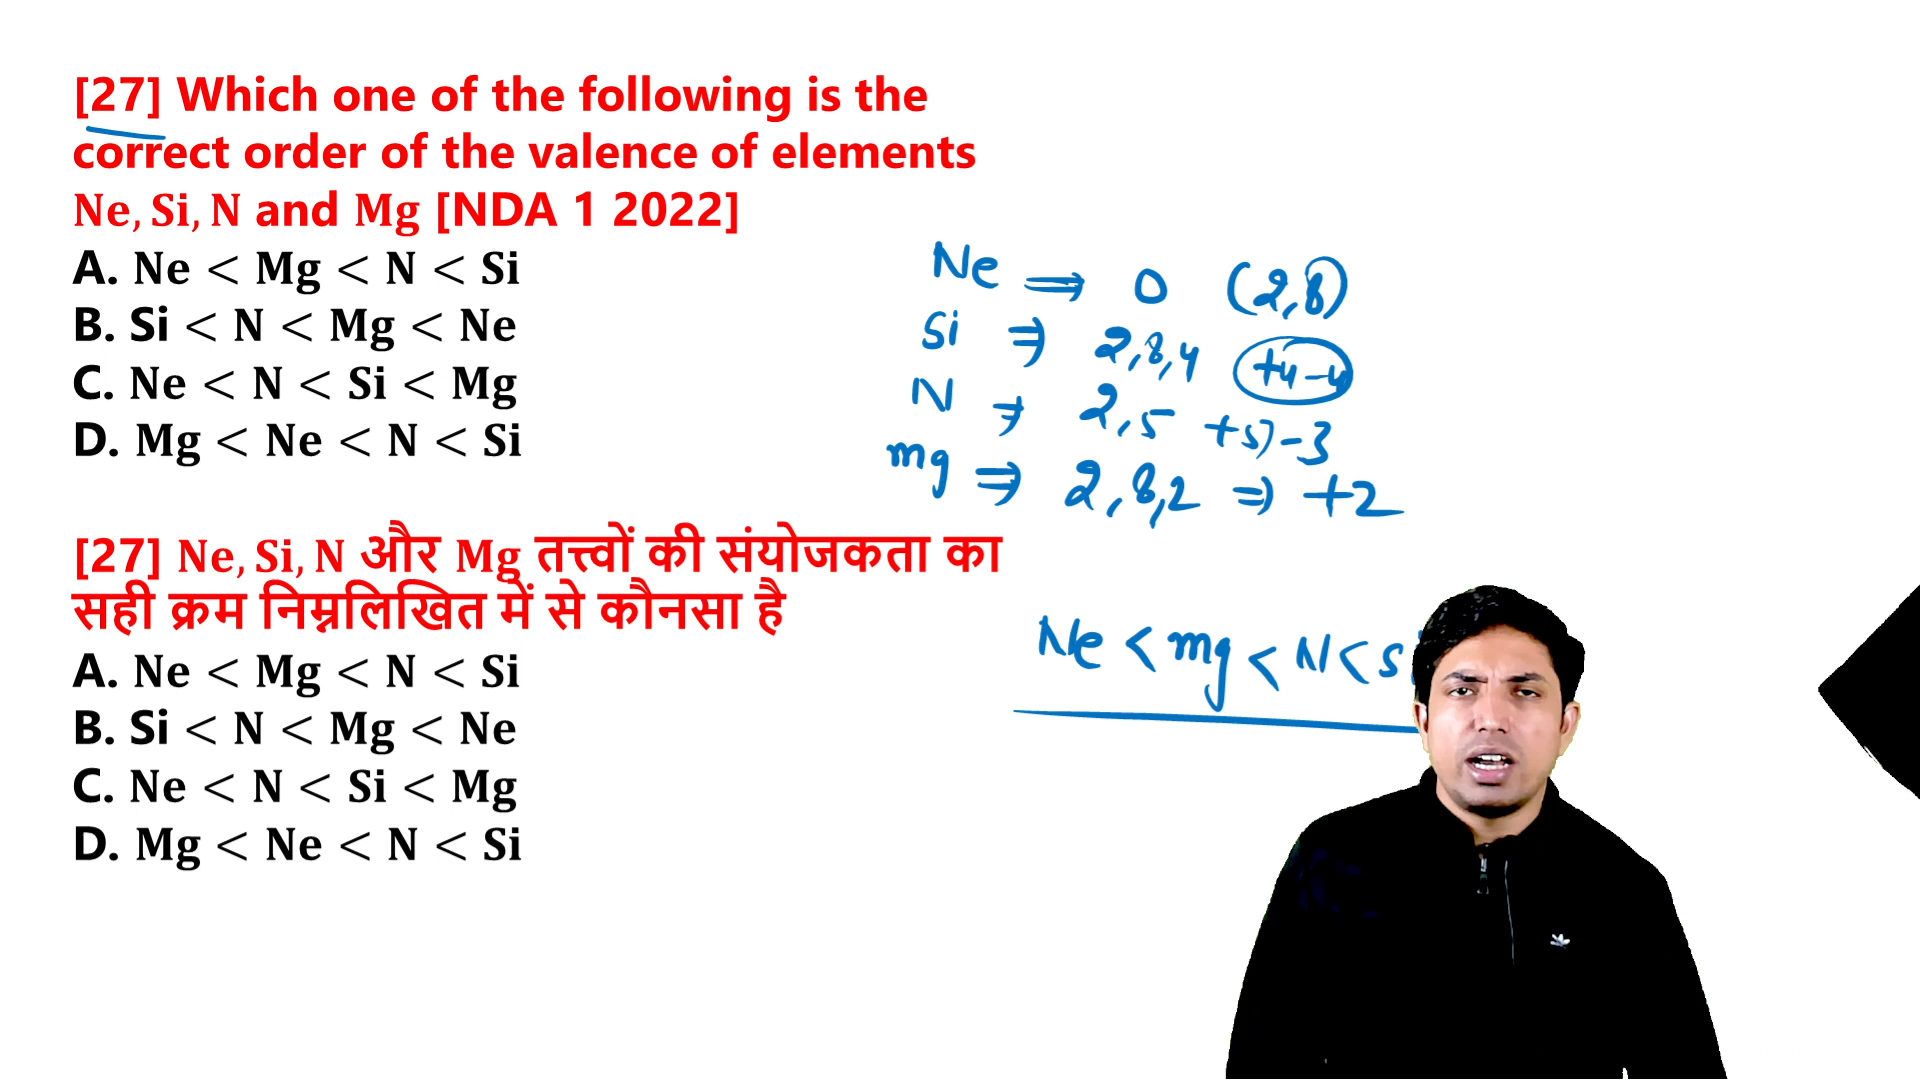 [27] Which one of the following is the
correct order of the valence of elements
Ne, Si, N and Mg [NDA 1 2022]
A. Ne < Mg < N < Si
B. Si < N < Mg < Ne
C. Ne < N < Si < Mg
D. Mg < Ne < N < Si
[27] Ne, Si, N और Mg तत्त्वों की संयोजकता का
सही क्रम निम्नलिखित में से कौनसा है
A. Ne < Mg < N < Si
B. Si < N < Mg < Ne
C. Ne < N < Si < Mg
D. Mg < Ne < N < Si
Ne ⇒ 0 (2,8)
Si ⇒ 2,8,4 +4 -4
N ⇒ 2,5 +5, -3
mg ⇒ 2,8,2 ⇒ +2
Ne < mg < N < Si